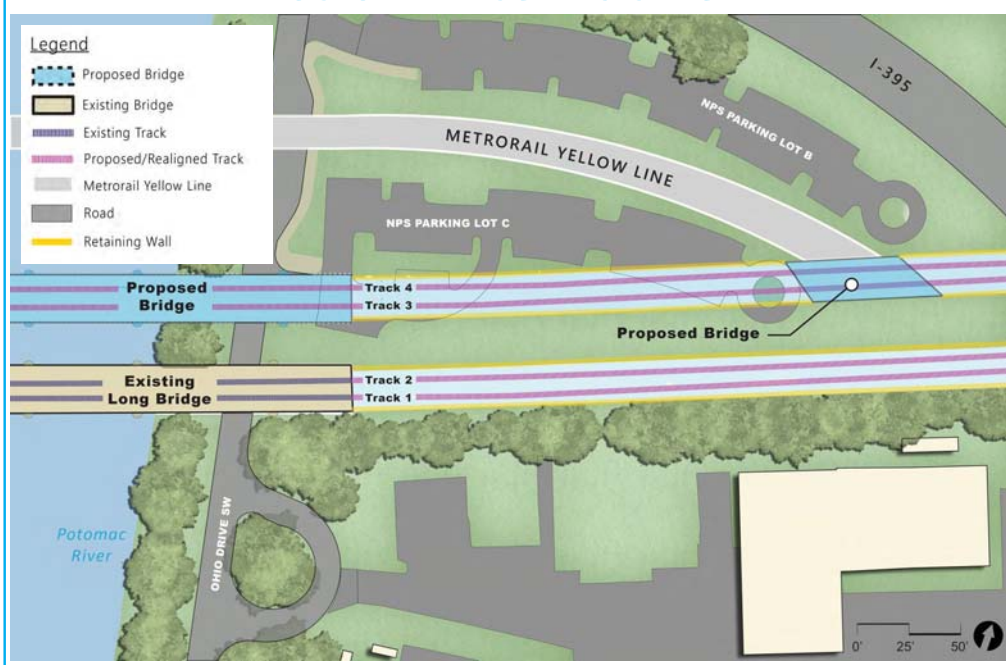 Legend
Proposed Bridge
Existing Bridge
Existing Track
Proposed/Realigned Track
Metrorail Yellow Line
Road
Retaining Wall
I-395
NPS PARKING LOT B
METRORAIL YELLOW LINE
NPS PARKING LOT C
Proposed
Bridge
Track 4
Track 3
Proposed Bridge
Existing
Long Bridge
Track 2
Track 1
Potomac
River
OHIO DRIVE SW
0' 25' 50'